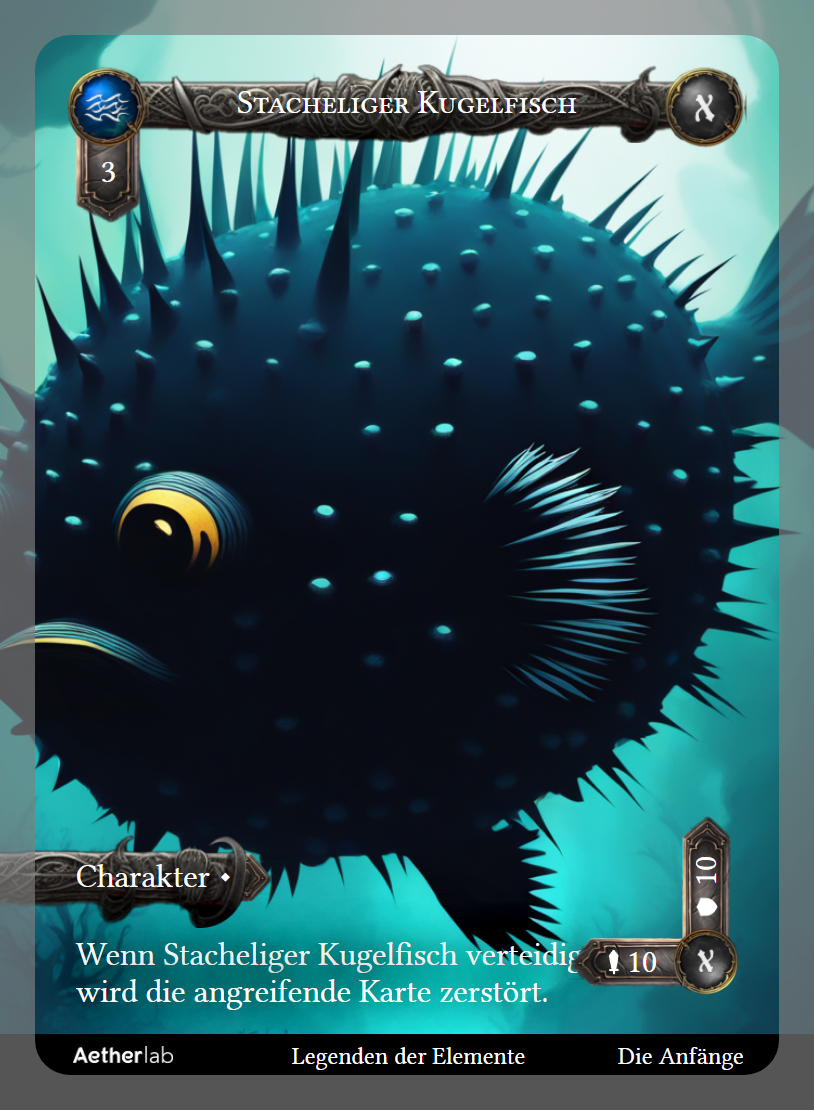 Stacheliger Kugelfisch
3
Charakter •
10
Wenn Stacheliger Kugelfisch verteidig
10
wird die angreifende Karte zerstört.
Aetherlab
Legenden der Elemente
Die Anfänge